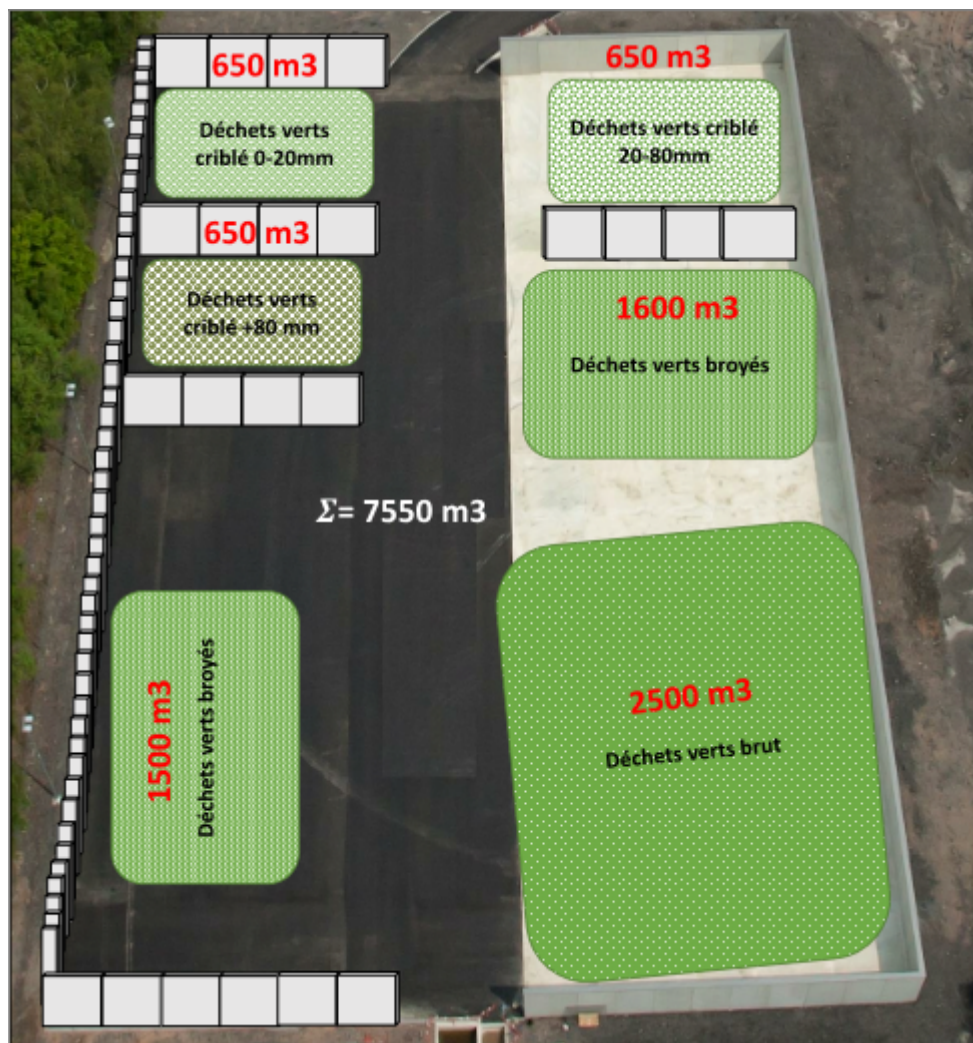 650 m3
Déchets verts
criblé 0-20mm
650 m3
Déchets verts criblé
20-80mm
650 m3
Déchets verts
criblé +80 mm
1600 m3
Déchets verts broyés
Σ= 7550 m3
1500 m3
Déchets verts broyés
2500 m3
Déchets verts brut